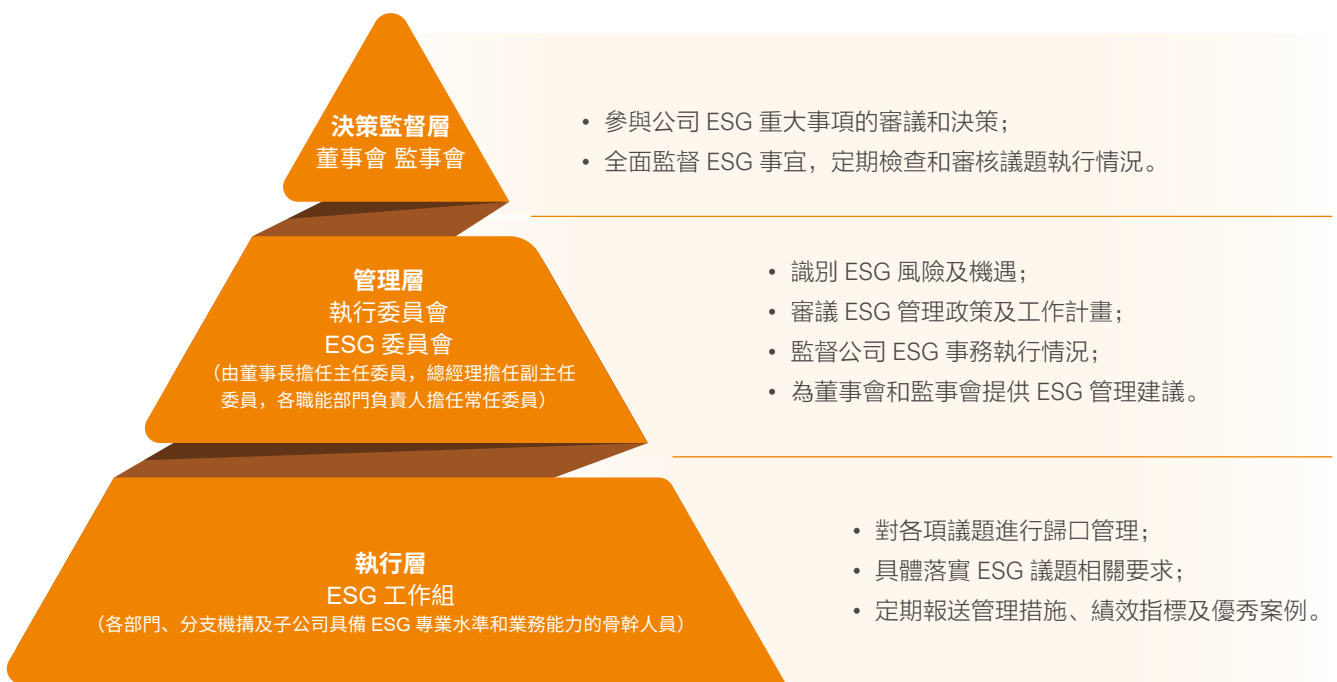 決策監督層
董事會 監事會
• 參與公司 ESG 重大事項的審議和決策；
• 全面監督 ESG 事宜，定期檢查和審核議題執行情況。
管理層
執行委員會
ESG 委員會
（由董事長擔任主任委員，總經理擔任副主任
委員，各職能部門負責人擔任常任委員）
• 識別 ESG 風險及機遇；
• 審議 ESG 管理政策及工作計畫；
• 監督公司 ESG 事務執行情況；
• 為董事會和監事會提供 ESG 管理建議。
執行層
ESG 工作組
（各部門、分支機搆及子公司具備 ESG 專業水準和業務能力的骨幹人員）
• 對各項議題進行歸口管理；
• 具體落實 ESG 議題相關要求；
• 定期報送管理措施、績效指標及優秀案例。